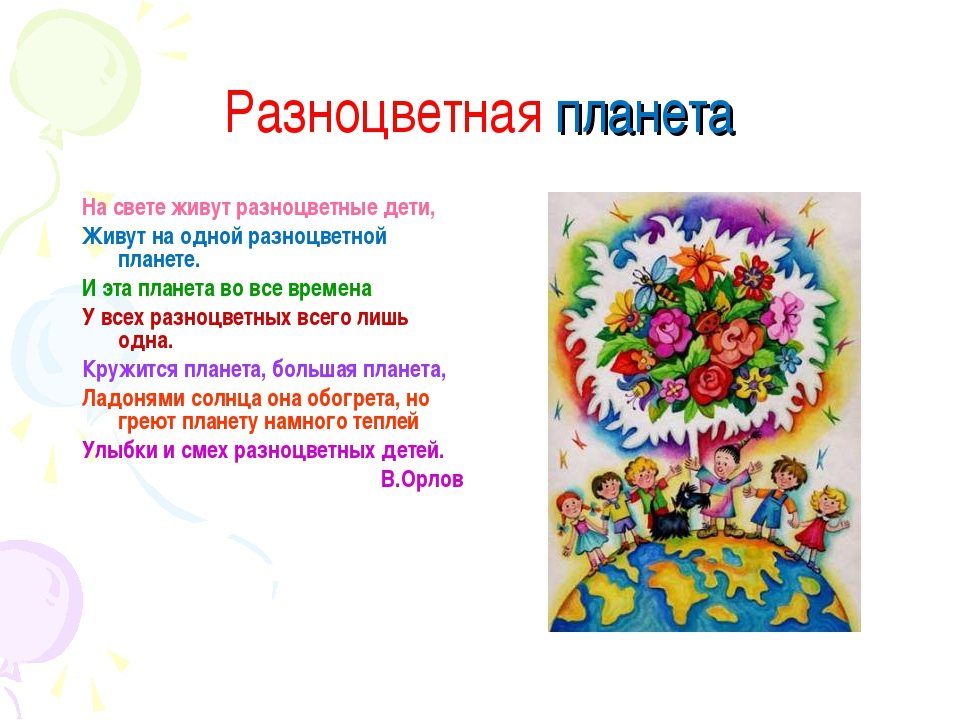 Разноцветная планета
На свете живут разноцветные дети,
Живут на одной разноцветной
планете.
И эта планета во все времена
У всех разноцветных всего лишь
одна.
Кружится планета, большая планета,
Ладонями солнца она обогрета, но
греют планету намного теплей
Улыбки и смех разноцветных детей.
В.Орлов